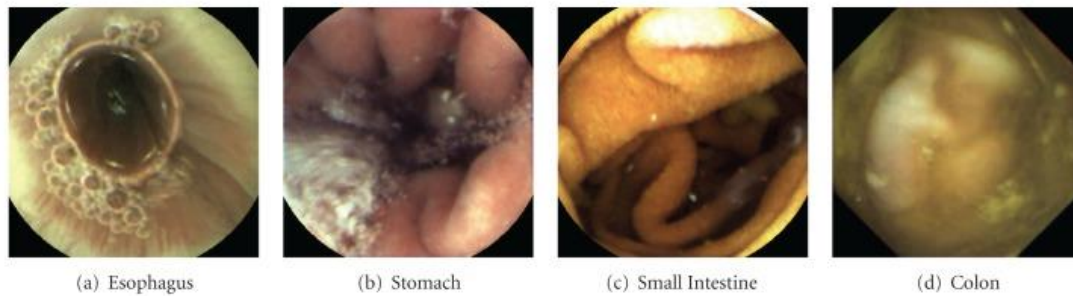 (a) Esophagus
(b) Stomach
(c) Small Intestine
(d) Colon